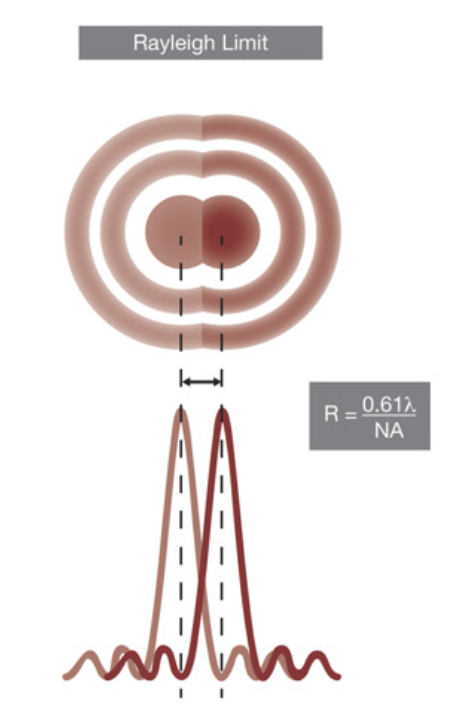 Rayleigh Limit
R = 0.61λ
NA